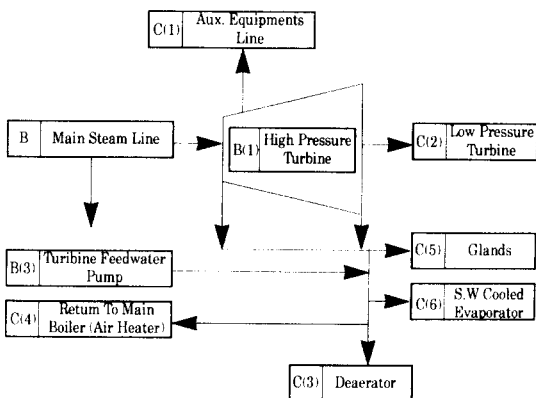 C(1) Aux. Equipments
Line
B Main Steam Line
B(1) High Pressure
Turbine
C(2) Low Pressure
Turbine
B(3) Turibine Feedwater
Pump
C(5) Glands
C(4) Return To Main
Boiler (Air Heater)
C(6) S.W Cooled
Evaporator
C(3) Deaerator